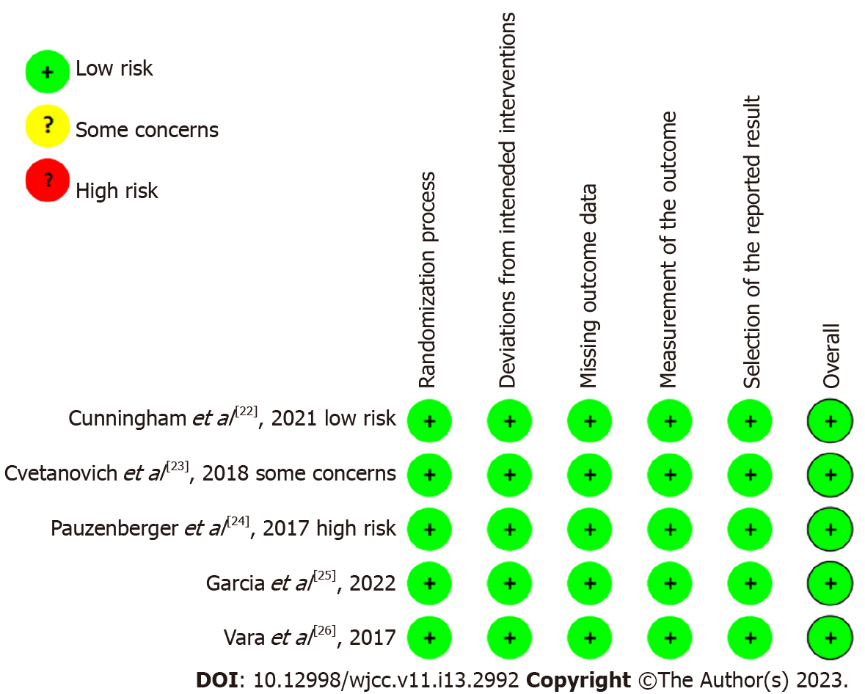 + Low risk
? Some concerns
? High risk
Randomization process
Deviations from inteneded interventions
Missing outcome data
Measurement of the outcome
Selection of the reported result
Overall
Cunningham et al[22], 2021 low risk + + + + + +
Cvetanovich et al[23], 2018 some concerns + + + + + +
Pauzenberger et al[24], 2017 high risk + + + + + +
Garcia et al[25], 2022 + + + + + +
Vara et al[26], 2017 + + + + + +
DOI: 10.12998/wjcc.v11.i13.2992 Copyright ©The Author(s) 2023.